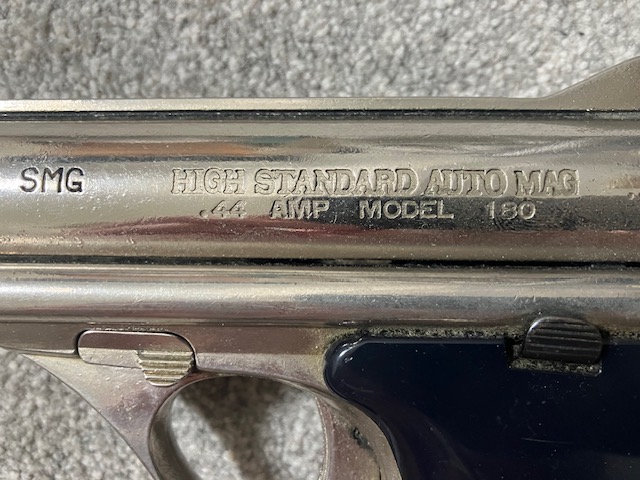 SMG
HIGH STANDARD AUTO MAG
.44 AMP MODEL 180